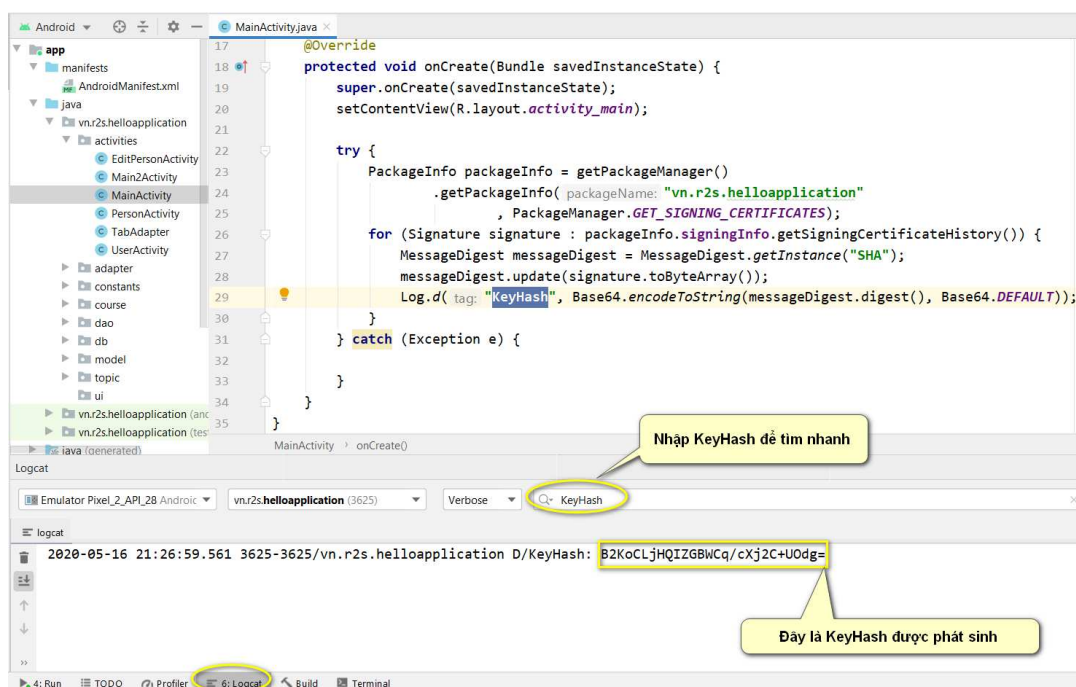 Android
MainActivity.java
app
manifests
AndroidManifest.xml
java
vn.r2s.helloapplication
activities
EditPersonActivity
Main2Activity
MainActivity
PersonActivity
TabAdapter
UserActivity
adapter
constants
course
dao
db
model
topic
ui
vn.r2s.helloapplication (and
vn.r2s.helloapplication (tes
java (generated)
17 @Override
18 protected void onCreate(Bundle savedInstanceState) {
19 super.onCreate(savedInstanceState);
20 setContentView(R.layout.activity_main);
21
22 try {
23 PackageInfo packageInfo = getPackageManager()
24 .getPackageInfo( packageName: "vn.r2s.helloapplication"
25 , PackageManager.GET_SIGNING_CERTIFICATES);
26 for (Signature signature : packageInfo.signingInfo.getSigningCertificateHistory()) {
27 MessageDigest messageDigest = MessageDigest.getInstance("SHA");
28 messageDigest.update(signature.toByteArray());
29 Log.d( tag: "KeyHash", Base64.encodeToString(messageDigest.digest(), Base64.DEFAULT));
30 }
31 } catch (Exception e) {
32
33 }
34 }
35 }
MainActivity › onCreate()
Nhập KeyHash để tìm nhanh
Logcat
Emulator Pixel_2_API_28 Android vn.r2s.helloapplication (3625) Verbose KeyHash
logcat
2020-05-16 21:26:59.561 3625-3625/vn.r2s.helloapplication D/KeyHash: B2KoCLjHQIZGBWCq/cXj2C+UOdg=
Đây là KeyHash được phát sinh
4: Run TODO Profiler 6: Logcat Build Terminal